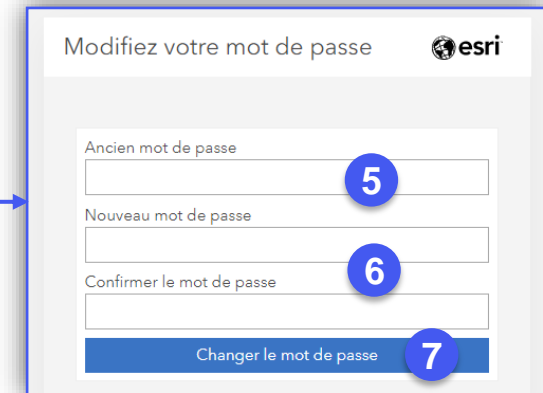 Modifiez votre mot de passe esri
Ancien mot de passe
5
Nouveau mot de passe
6
Confirmer le mot de passe
Changer le mot de passe 7